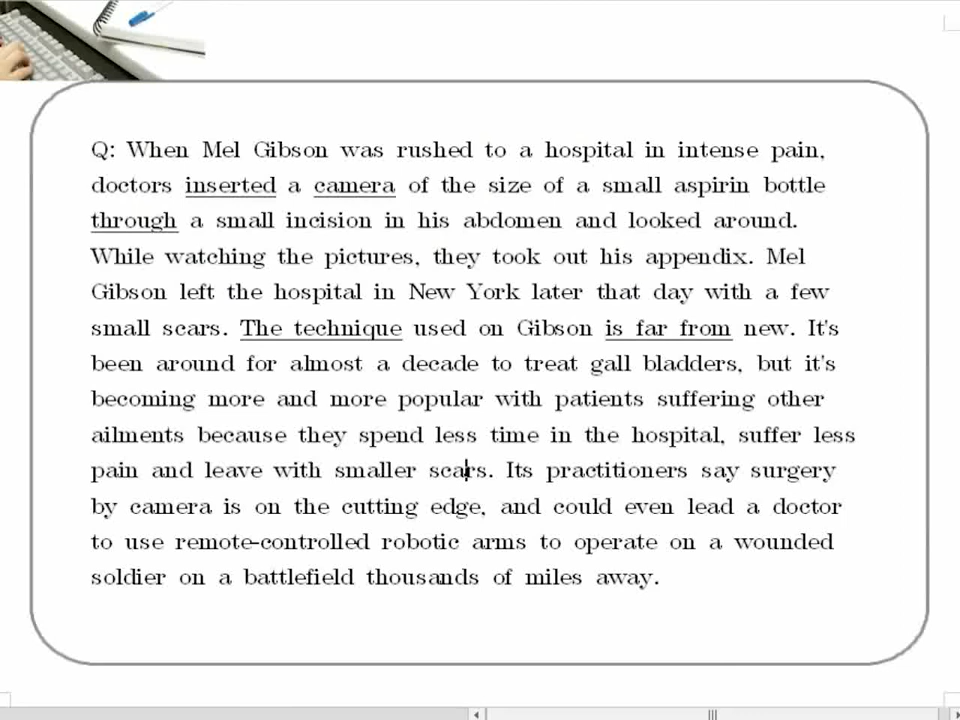 Q: When Mel Gibson was rushed to a hospital in intense pain,
doctors inserted a camera of the size of a small aspirin bottle
through a small incision in his abdomen and looked around.
While watching the pictures, they took out his appendix. Mel
Gibson left the hospital in New York later that day with a few
small scars. The technique used on Gibson is far from new. It's
been around for almost a decade to treat gall bladders, but it's
becoming more and more popular with patients suffering other
ailments because they spend less time in the hospital, suffer less
pain and leave with smaller scars. Its practitioners say surgery
by camera is on the cutting edge, and could even lead a doctor
to use remote-controlled robotic arms to operate on a wounded
soldier on a battlefield thousands of miles away.